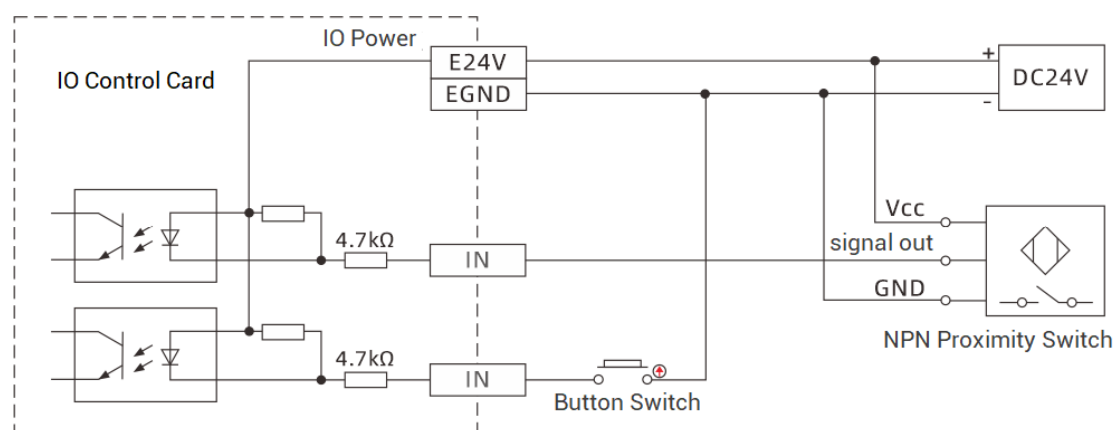 IO Power
IO Control Card
E24V
EGND
+
-
DC24V
Vcc
signal out
GND
4.7kΩ
IN
NPN Proximity Switch
4.7kΩ
IN
Button Switch